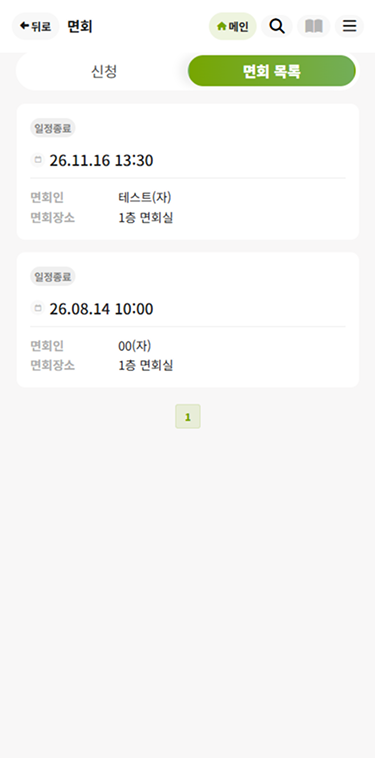 뒤로 면회 메인
신청 면회 목록
일정종료
26.11.16 13:30
면회인 테스트(자)
면회장소 1층 면회실
일정종료
26.08.14 10:00
면회인 00(자)
면회장소 1층 면회실
1